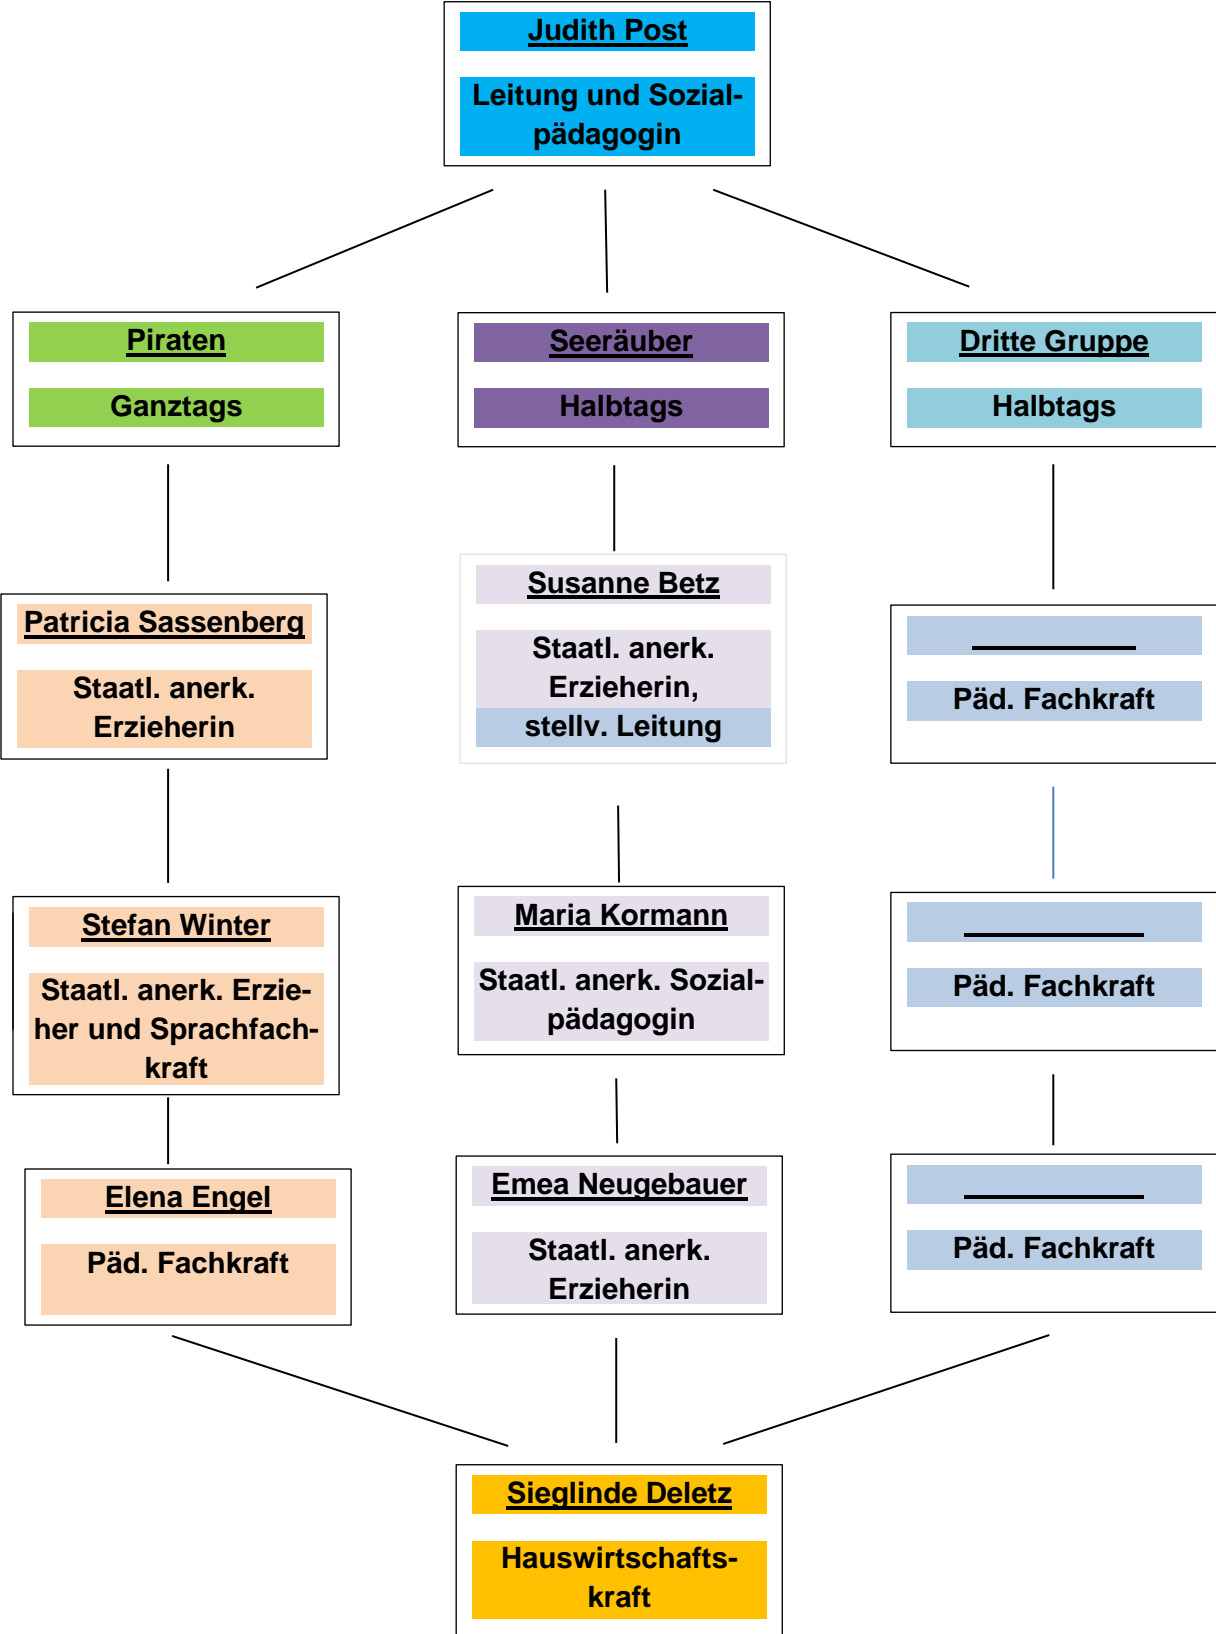 Judith Post
Leitung und Sozial-
pädagogin
Piraten
Ganztags
Seeräuber
Halbtags
Dritte Gruppe
Halbtags
Patricia Sassenberg
Staatl. anerk.
Erzieherin
Susanne Betz
Staatl. anerk.
Erzieherin,
stellv. Leitung
Päd. Fachkraft
Stefan Winter
Staatl. anerk. Erzie-
her und Sprachfach-
kraft
Maria Kormann
Staatl. anerk. Sozial-
pädagogin
Päd. Fachkraft
Elena Engel
Päd. Fachkraft
Emea Neugebauer
Staatl. anerk.
Erzieherin
Päd. Fachkraft
Sieglinde Deletz
Hauswirtschafts-
kraft